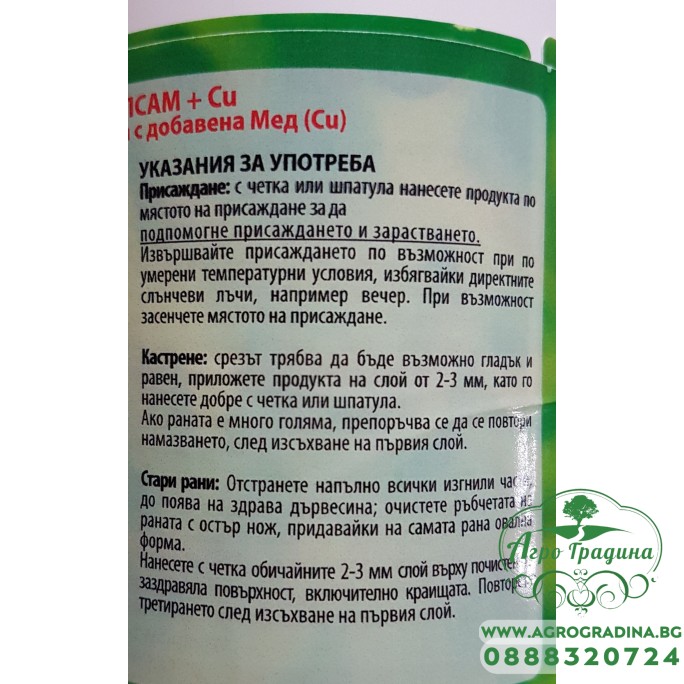 ЛСАМ + Cu
с добавена Мед (Cu)
УКАЗАНИЯ ЗА УПОТРЕБА
Присаждане: с четка или шпатула нанесете продукта по
мястото на присаждане за да
подпомогне присаждането и зарастването.
Извършвайте присаждането по възможност при по
умерени температурни условия, избягвайки директните
слънчеви лъчи, например вечер. При възможност
засенчете мястото на присаждане.
Кастрене: срезът трябва да бъде възможно гладък и
равен, приложете продукта на слой от 2-3 мм, като го
нанесете добре с четка или шпатула.
Ако раната е много голяма, препоръчва се да се повтори
намазването, след изсъхване на първия слой.
Стари рани: Отстранете напълно всички изгнили части,
до поява на здрава дървесина; очистете ръбчетата на
раната с остър нож, придавайки на самата рана овална
форма.
Нанесете с четка обичайните 2-3 мм слой върху почистен
заздравяла повърхност, включително краищата. Повторе
третирането след изсъхване на първия слой.
Агро Градина
WWW.AGROGRADINA.BG
0888320724